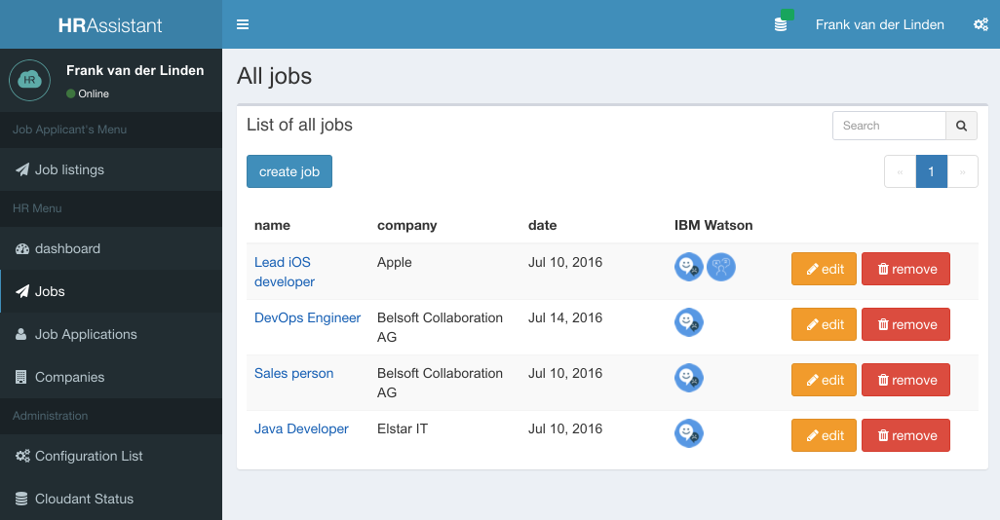 HRAssistant
Frank van der Linden
HR
Frank van der Linden
Online
Job Applicant's Menu
Job listings
HR Menu
dashboard
Jobs
Job Applications
Companies
Administration
Configuration List
Cloudant Status
All jobs
List of all jobs
Search
create job
« 1 »
name company date IBM Watson
Lead iOS Apple Jul 10, 2016 edit remove
developer
DevOps Engineer Belsoft Collaboration Jul 14, 2016 edit remove
AG
Sales person Belsoft Collaboration Jul 10, 2016 edit remove
AG
Java Developer Elstar IT Jul 10, 2016 edit remove